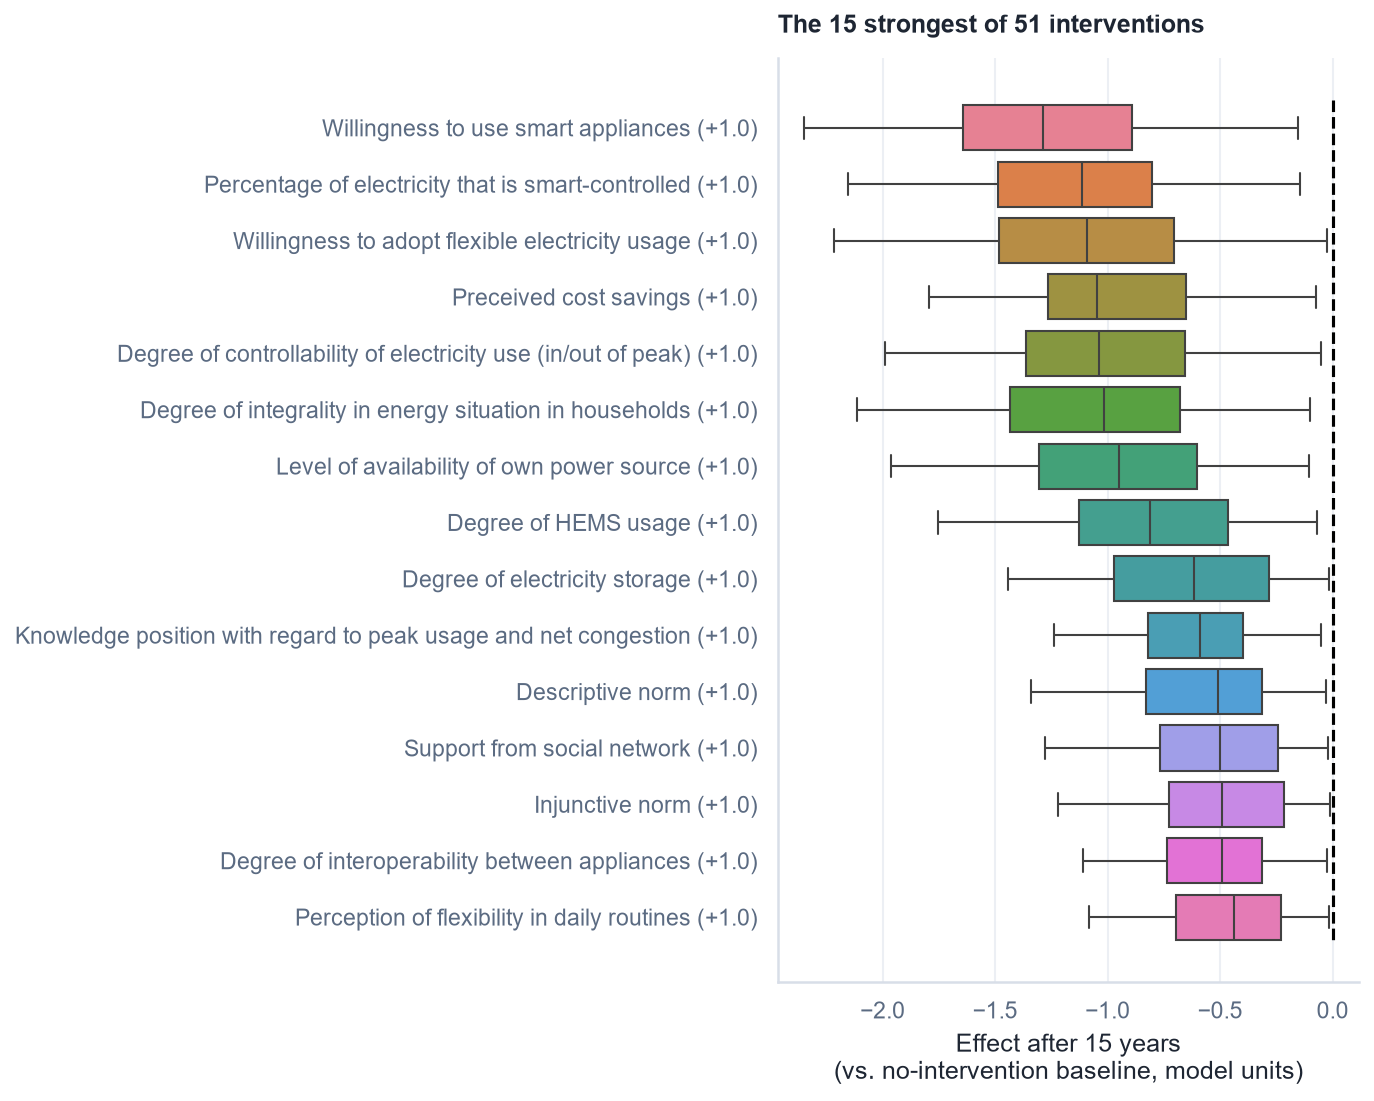 The 15 strongest of 51 interventions
Willingness to use smart appliances (+1.0)
Percentage of electricity that is smart-controlled (+1.0)
Willingness to adopt flexible electricity usage (+1.0)
Preceived cost savings (+1.0)
Degree of controllability of electricity use (in/out of peak) (+1.0)
Degree of integrality in energy situation in households (+1.0)
Level of availability of own power source (+1.0)
Degree of HEMS usage (+1.0)
Degree of electricity storage (+1.0)
Knowledge position with regard to peak usage and net congestion (+1.0)
Descriptive norm (+1.0)
Support from social network (+1.0)
Injunctive norm (+1.0)
Degree of interoperability between appliances (+1.0)
Perception of flexibility in daily routines (+1.0)
−2.0 −1.5 −1.0 −0.5 0.0
Effect after 15 years
(vs. no-intervention baseline, model units)